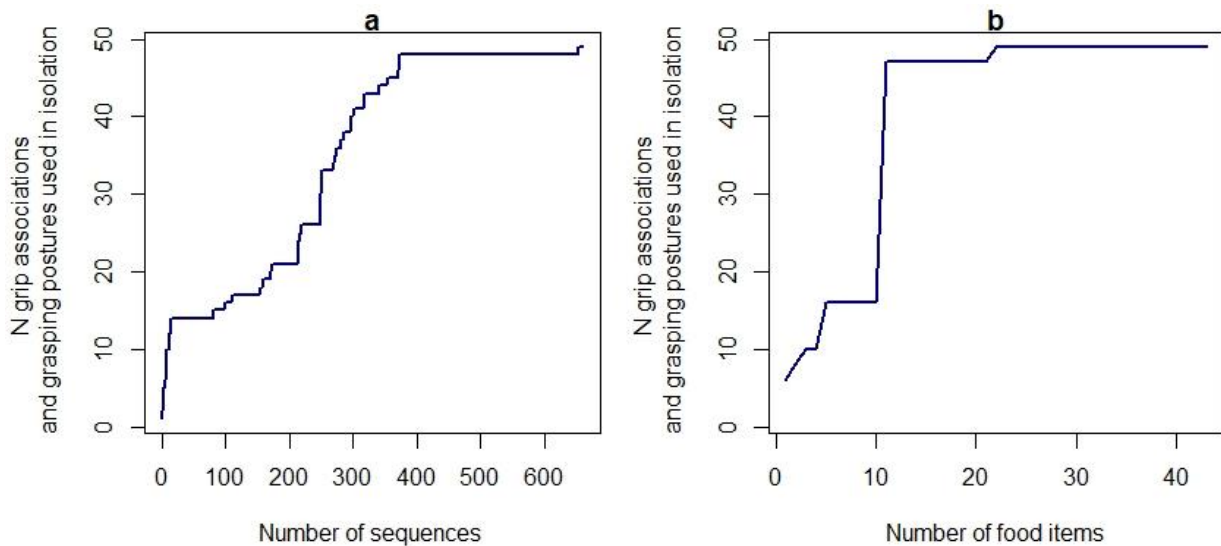 a
N grip associations
and grasping postures used in isolation
50
40
30
20
10
0
0 100 200 300 400 500 600
Number of sequences
b
N grip associations
and grasping postures used in isolation
50
40
30
20
10
0
0 10 20 30 40
Number of food items